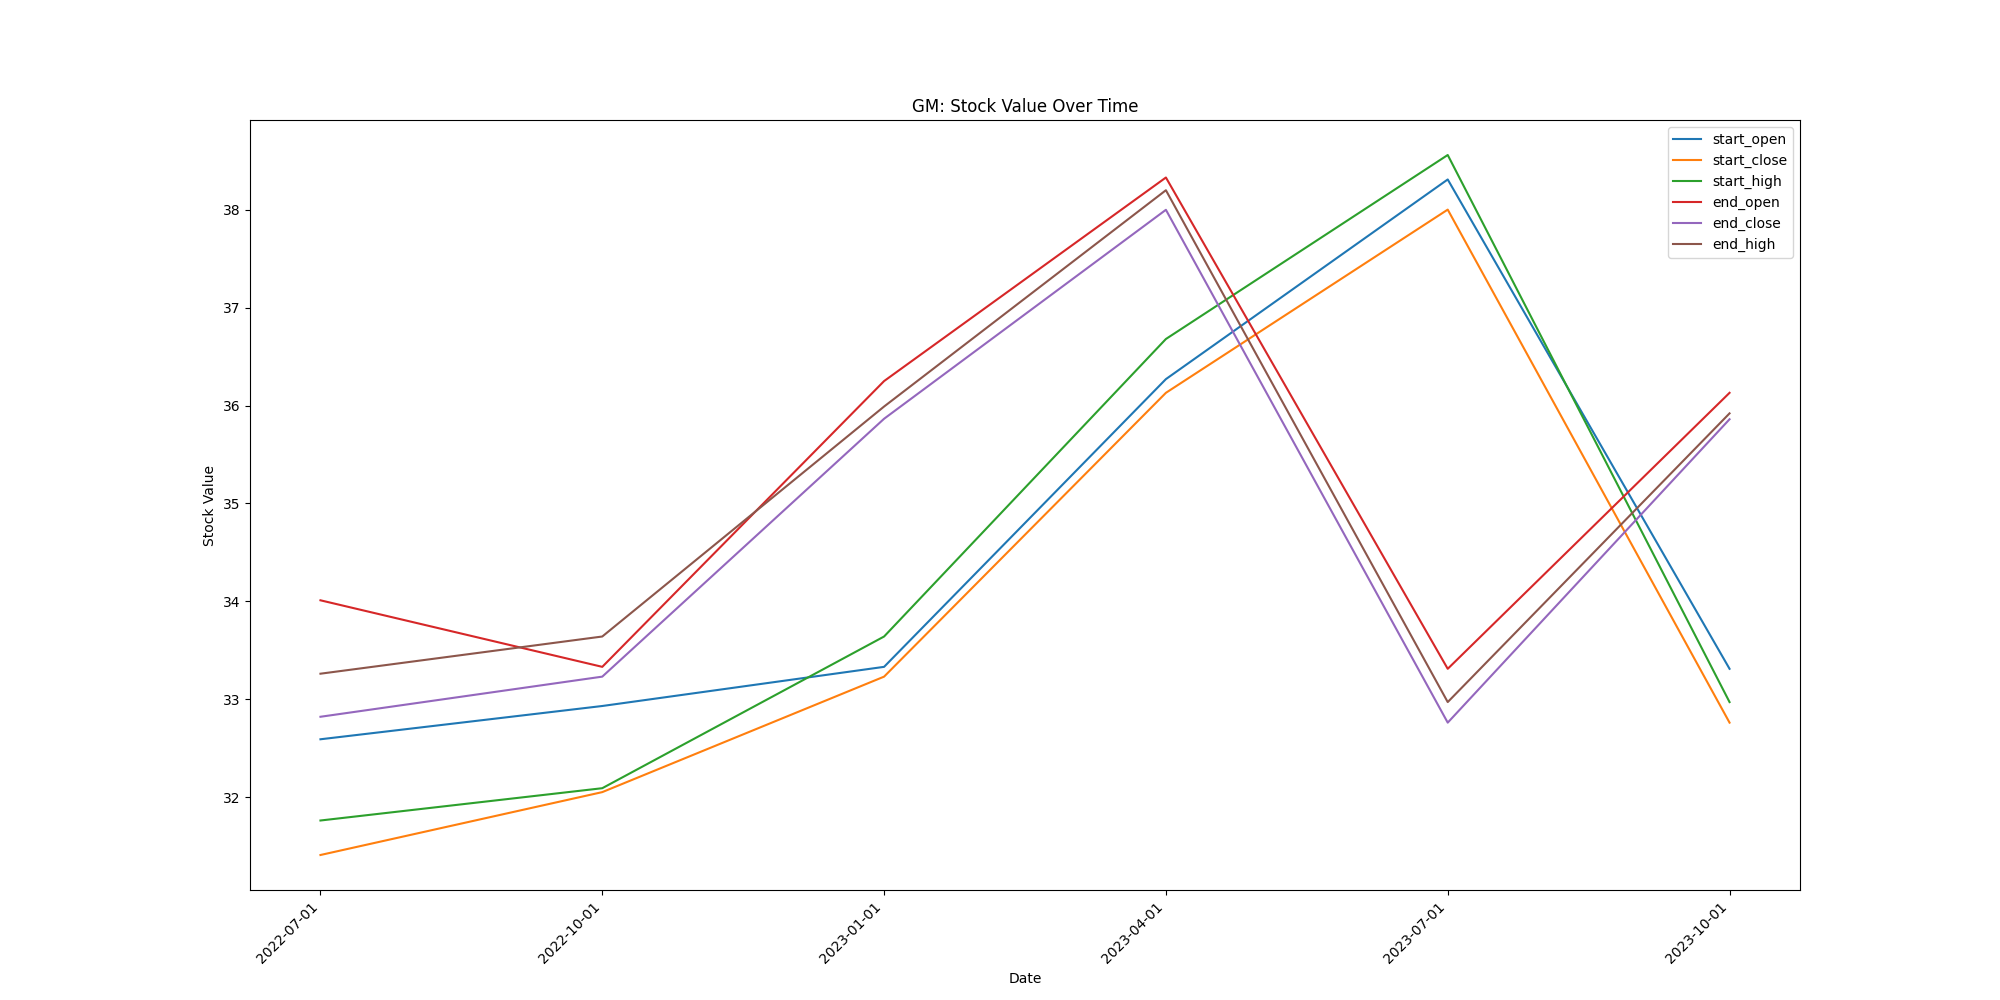 GM: Stock Value Over Time
start_open
start_close
start_high
end_open
end_close
end_high
Stock Value
38
37
36
35
34
33
32
2022-07-01
2022-10-01
2023-01-01
2023-04-01
2023-07-01
2023-10-01
Date